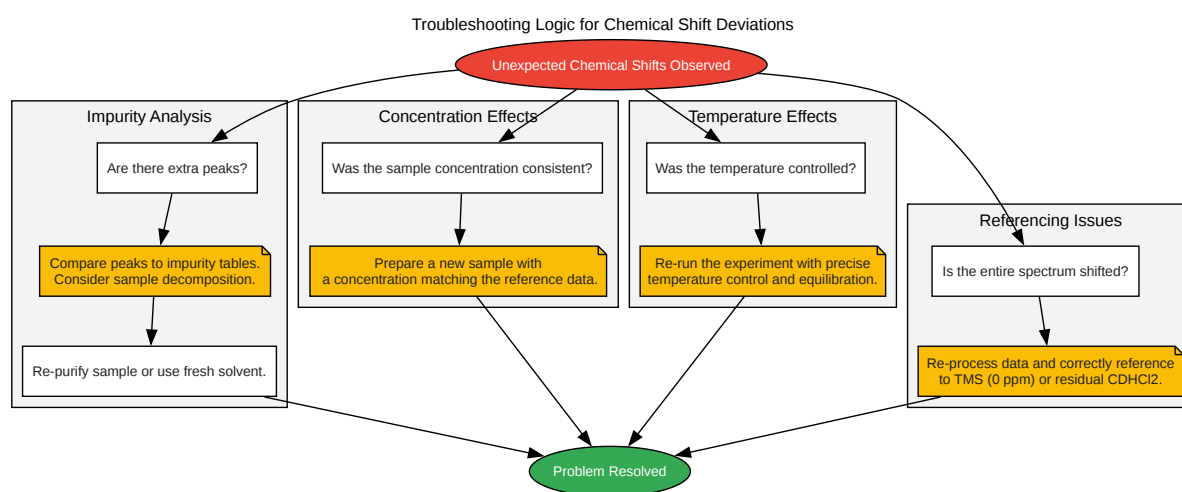 Troubleshooting Logic for Chemical Shift Deviations
Unexpected Chemical Shifts Observed
Impurity Analysis
Are there extra peaks?
Compare peaks to impurity tables.
Consider sample decomposition.
Re-purify sample or use fresh solvent.
Concentration Effects
Was the sample concentration consistent?
Prepare a new sample with
a concentration matching the reference data.
Temperature Effects
Was the temperature controlled?
Re-run the experiment with precise
temperature control and equilibration.
Referencing Issues
Is the entire spectrum shifted?
Re-process data and correctly reference
to TMS (0 ppm) or residual CDHCl2.
Problem Resolved